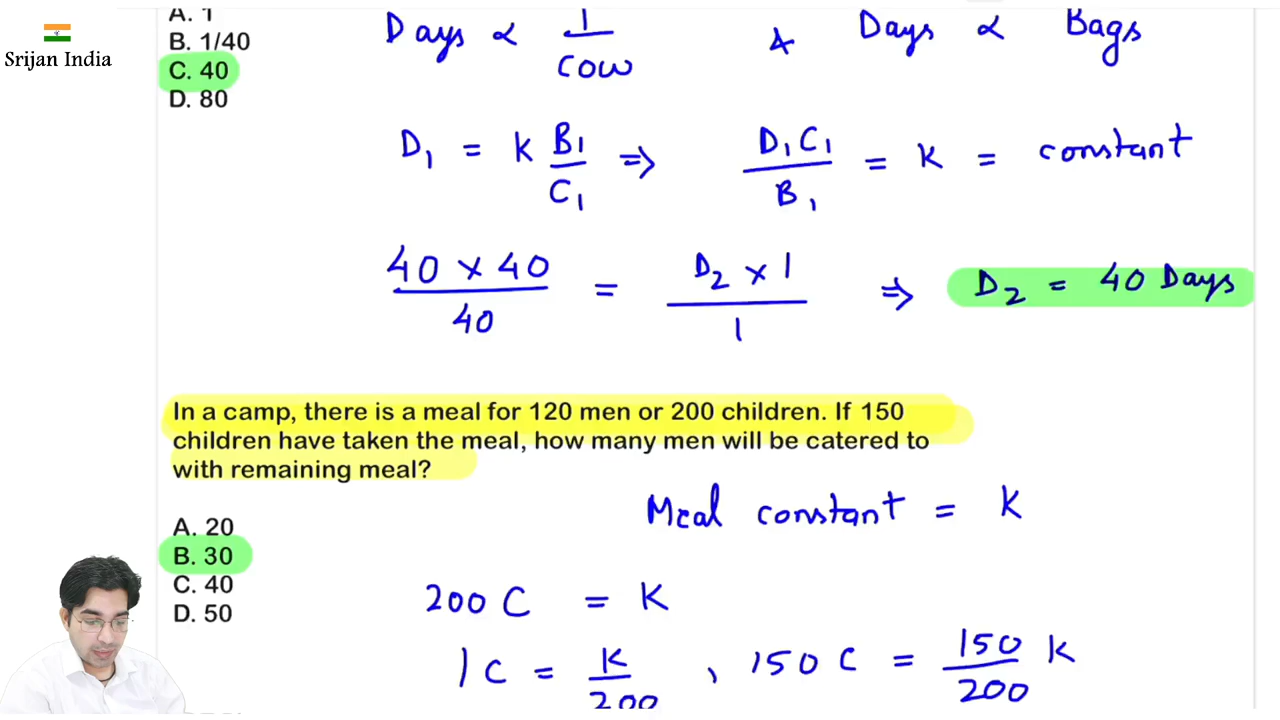 A. 1
B. 1/40
C. 40
D. 80
Srijan India
Days ∝ 1/cow & Days ∝ Bags
D₁ = K B₁/C₁ ⇒ D₁C₁/B₁ = K = constant
40 × 40/40 = D₂ × 1/1 ⇒ D₂ = 40 Days
In a camp, there is a meal for 120 men or 200 children. If 150
children have taken the meal, how many men will be catered to
with remaining meal?
A. 20
B. 30
C. 40
D. 50
Meal constant = K
200 C = K
1C = K/200 , 150 C = 150/200 K